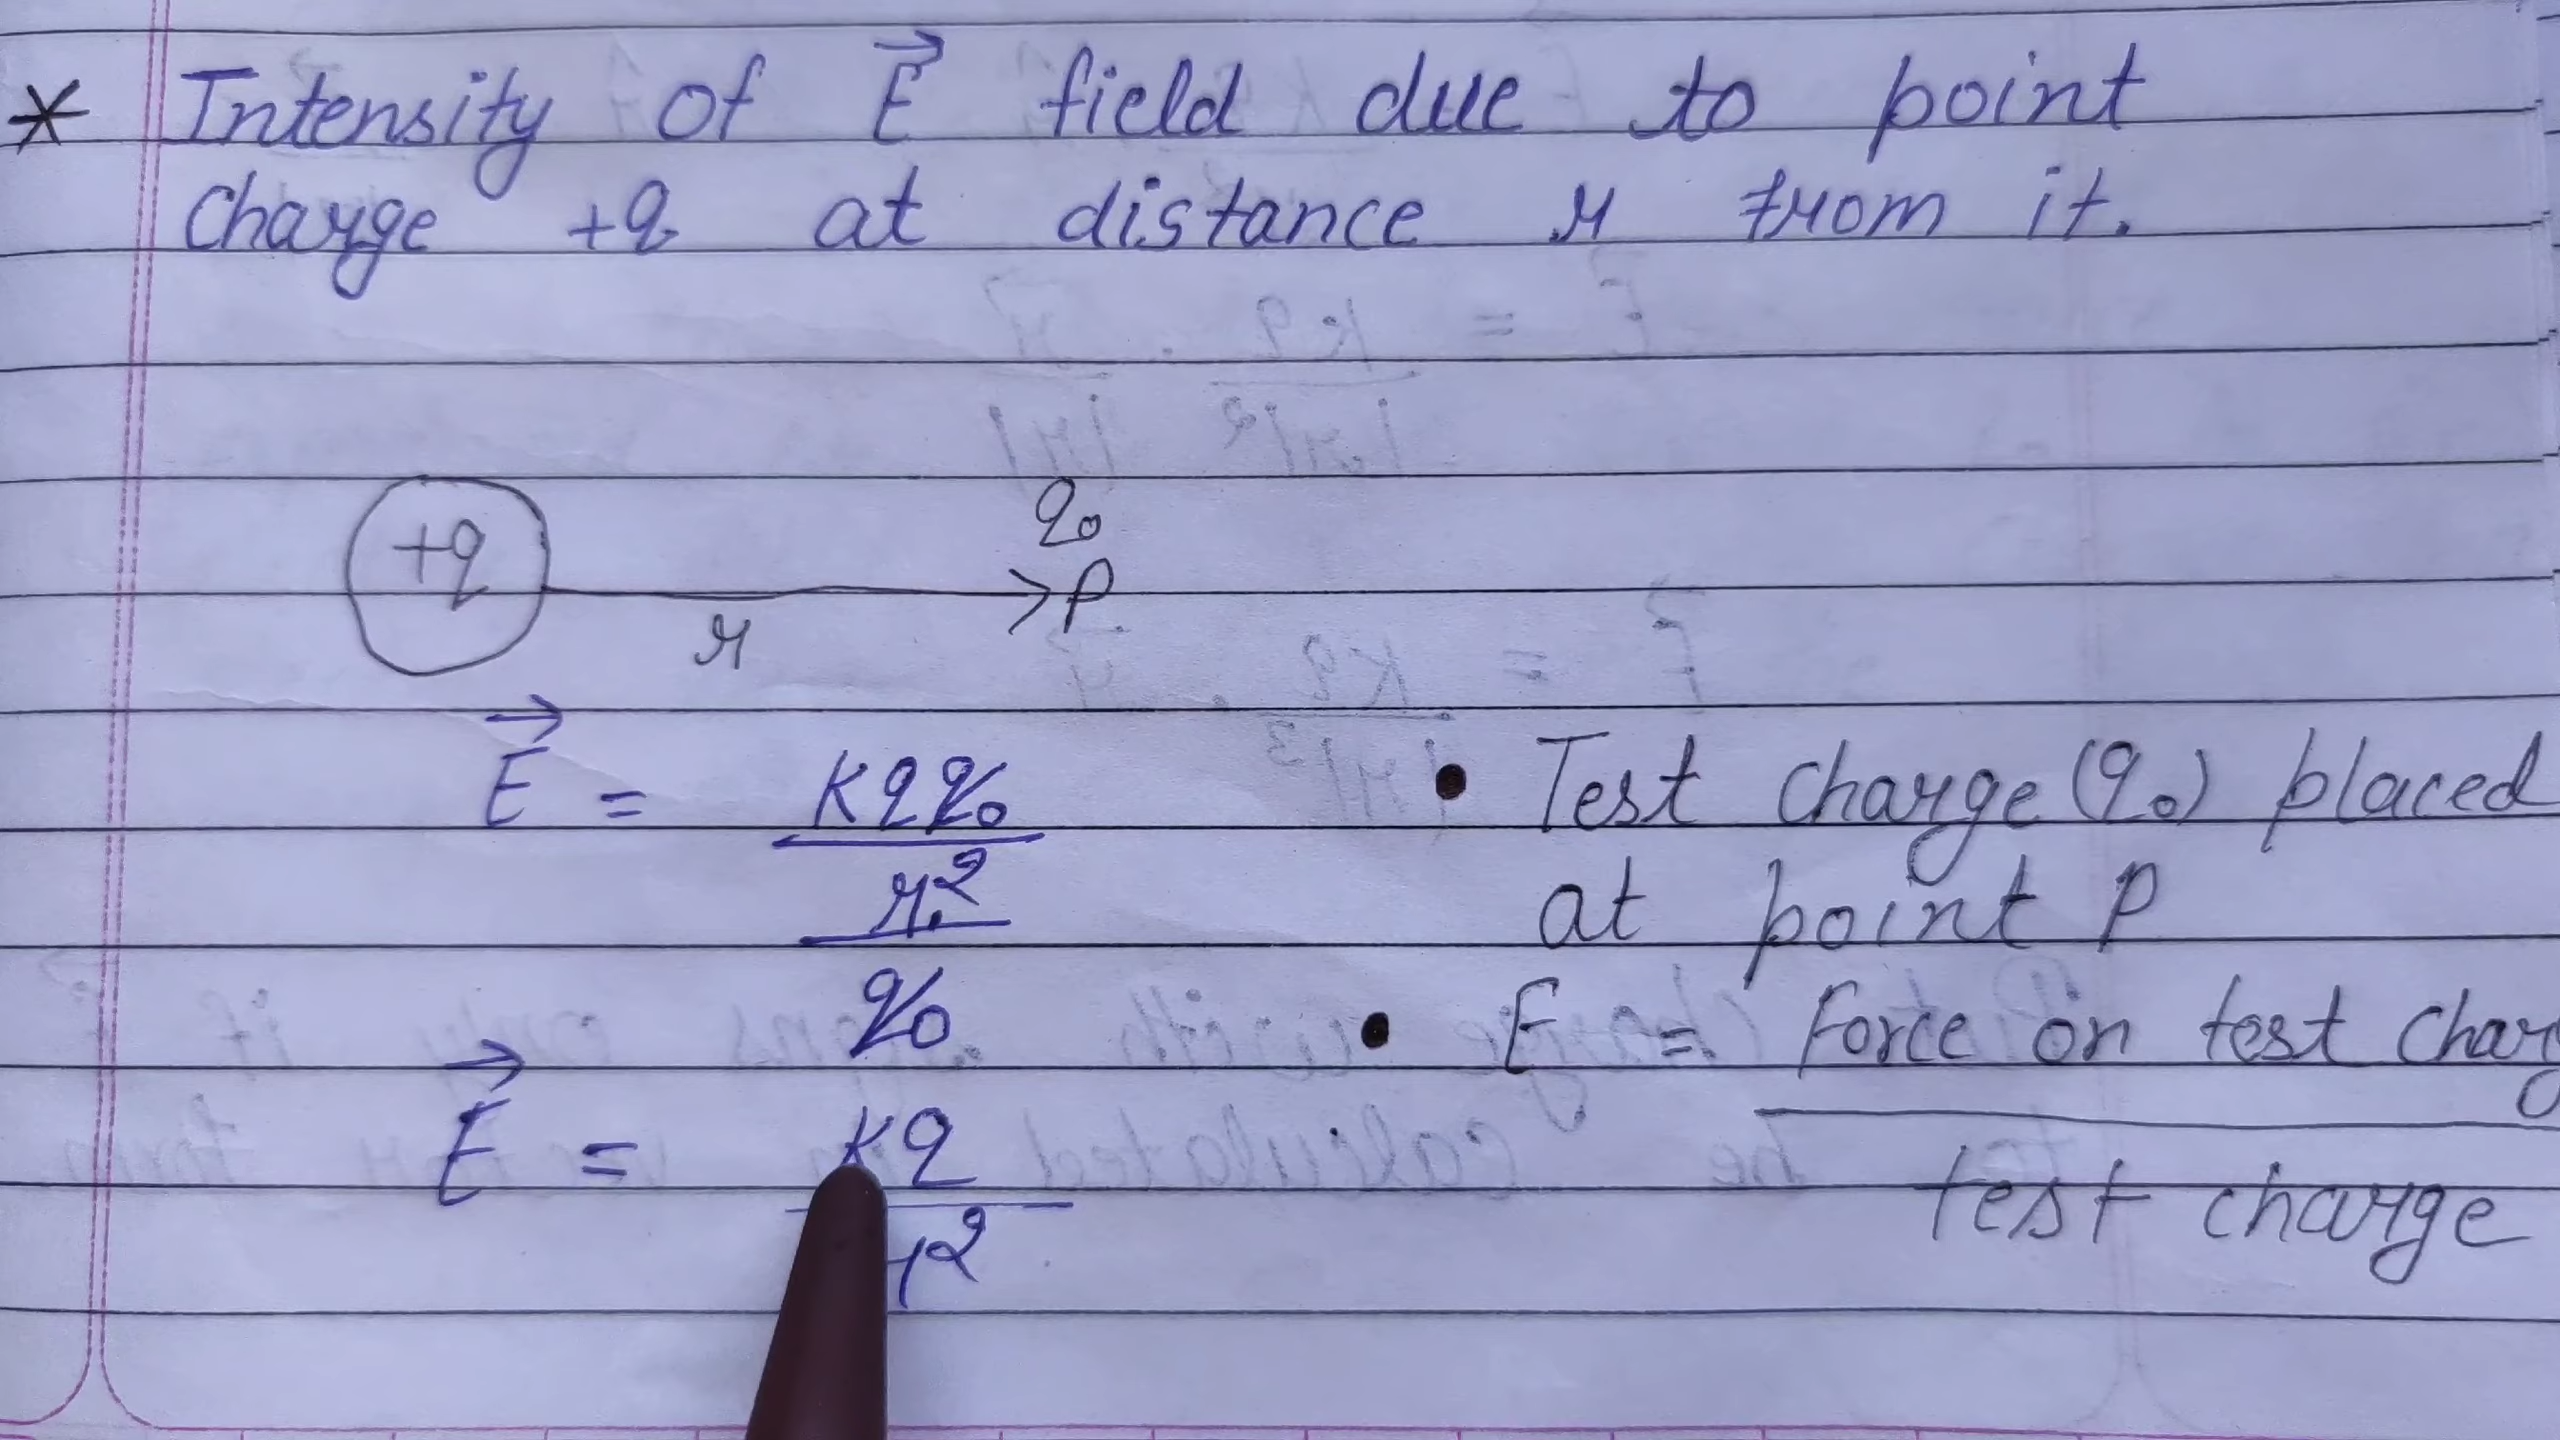 * Intensity of E⃗ field due to point
charge +q at distance r from it.
+q
q₀
P
r
E⃗ = Kqq₀
r²
q₀
E⃗ = Kq
r²
• Test charge (q₀) placed
at point P
• E = Force on test charg
test charge